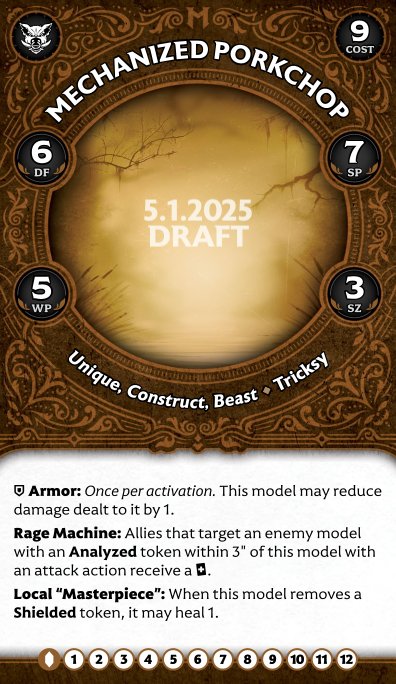 9
COST
MECHANIZED PORKCHOP
6
DF
7
SP
5.1.2025
DRAFT
5
WP
3
SZ
Unique, Construct, Beast ◆ Tricksy
Armor: Once per activation. This model may reduce
damage dealt to it by 1.
Rage Machine: Allies that target an enemy model
with an Analyzed token within 3" of this model with
an attack action receive a .
Local “Masterpiece”: When this model removes a
Shielded token, it may heal 1.
1 2 3 4 5 6 7 8 9 10 11 12